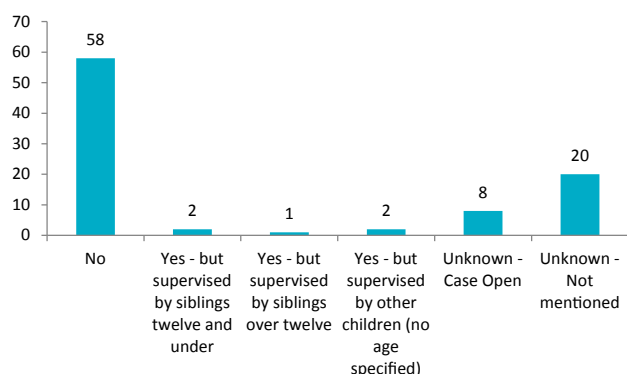 70
60
50
40
30
20
10
0
58
2
1
2
8
20
No
Yes - but
supervised
by siblings
twelve and
under
Yes - but
supervised
by siblings
over twelve
Yes - but
supervised
by other
children (no
age
specified)
Unknown -
Case Open
Unknown -
Not
mentioned